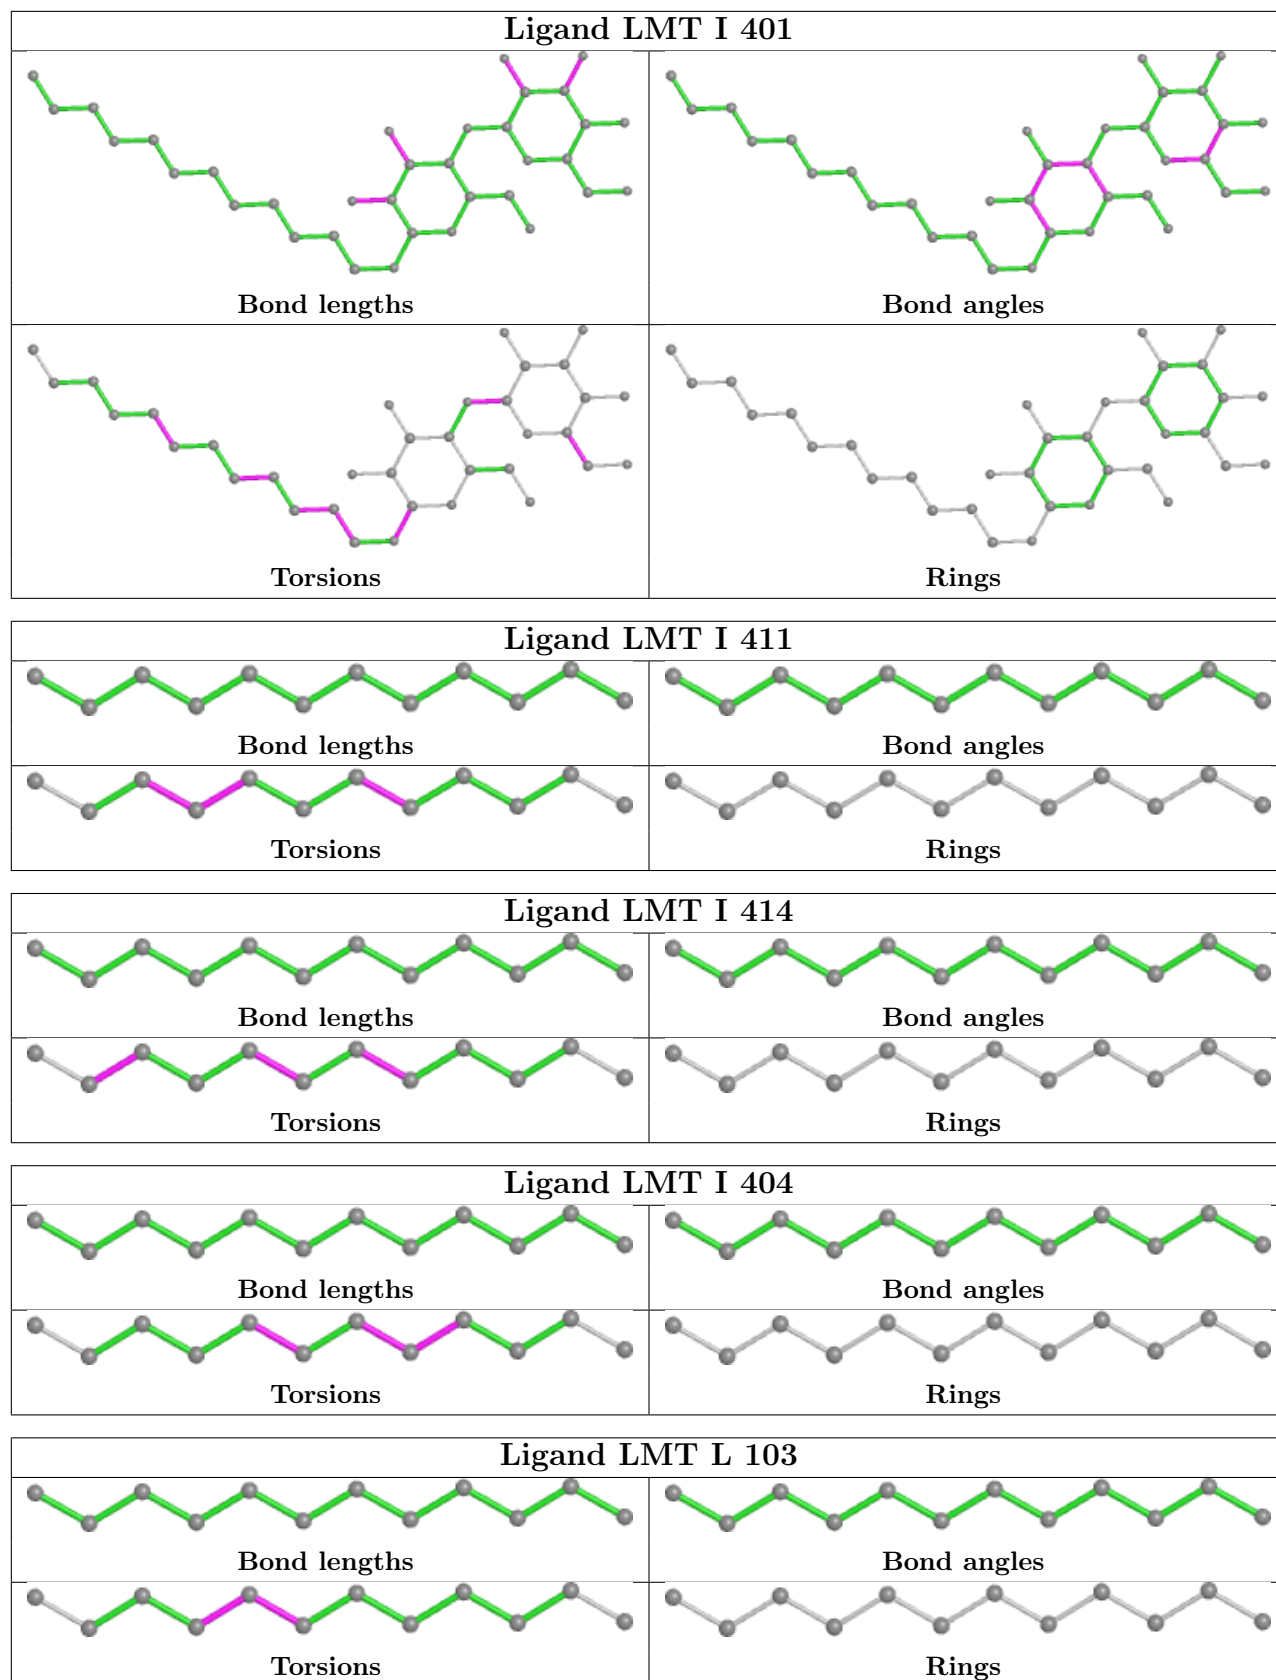 Ligand LMT I 401
Bond lengths
Bond angles
Torsions
Rings
Ligand LMT I 411
Bond lengths
Bond angles
Torsions
Rings
Ligand LMT I 414
Bond lengths
Bond angles
Torsions
Rings
Ligand LMT I 404
Bond lengths
Bond angles
Torsions
Rings
Ligand LMT L 103
Bond lengths
Bond angles
Torsions
Rings